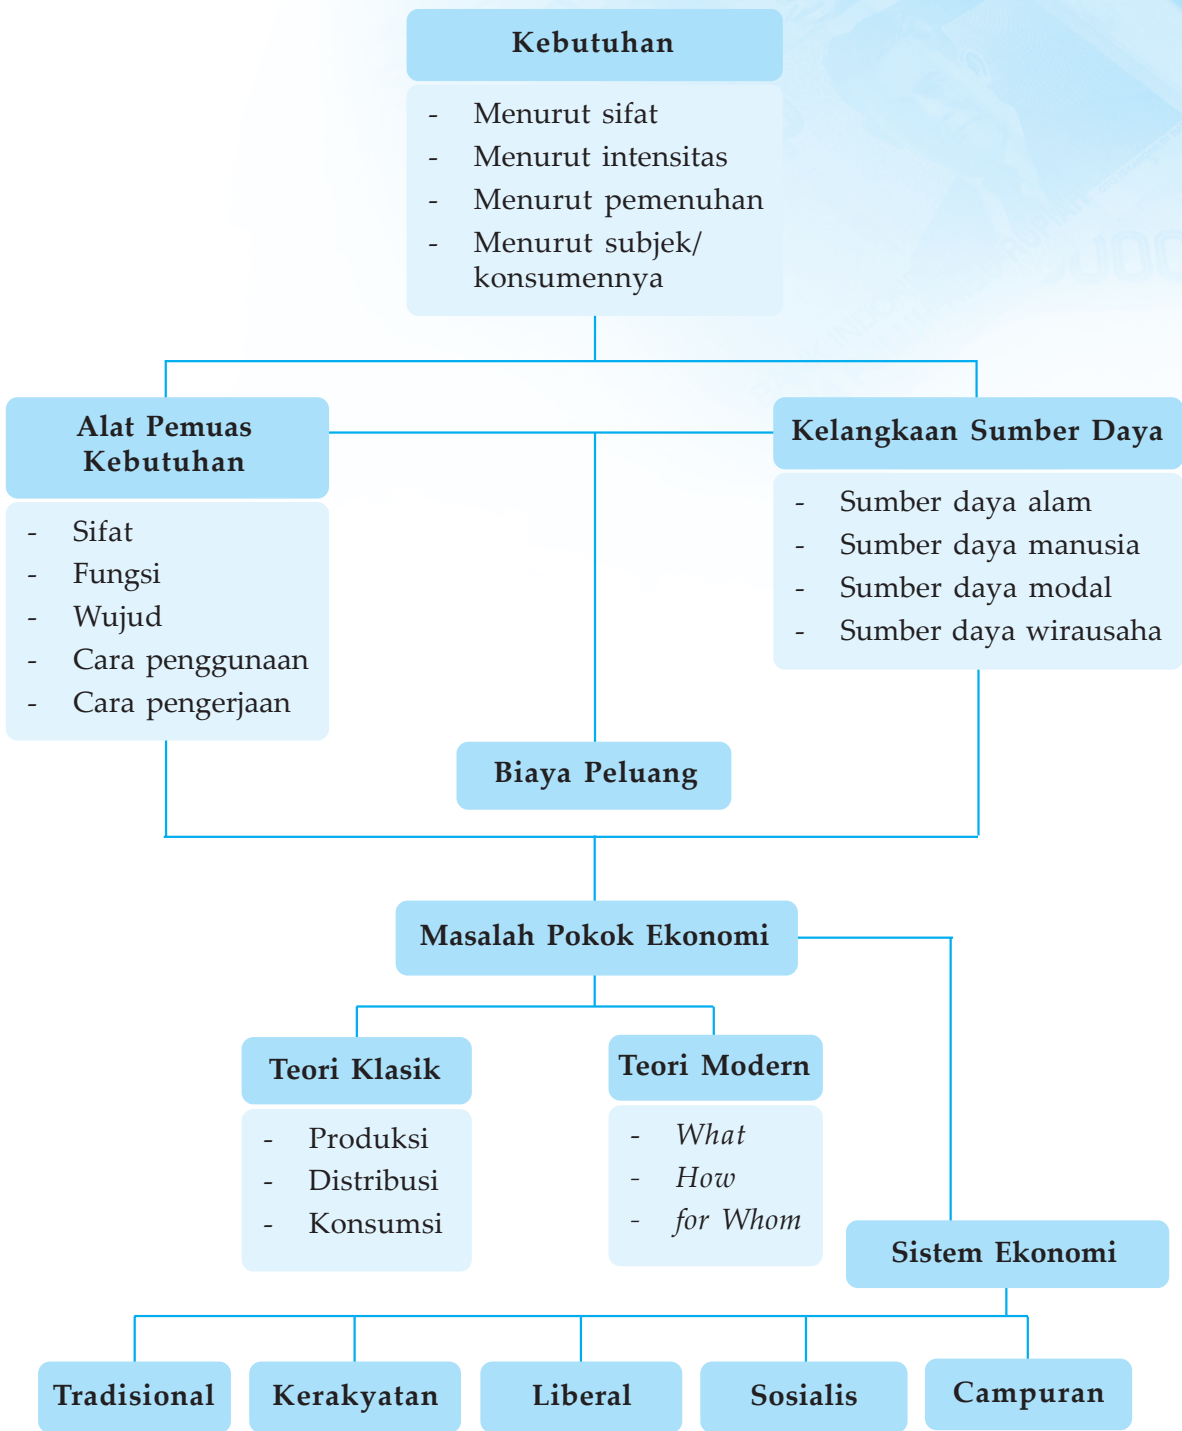 Kebutuhan
- Menurut sifat
- Menurut intensitas
- Menurut pemenuhan
- Menurut subjek/
konsumennya
Alat Pemuas
Kebutuhan
- Sifat
- Fungsi
- Wujud
- Cara penggunaan
- Cara pengerjaan
Kelangkaan Sumber Daya
- Sumber daya alam
- Sumber daya manusia
- Sumber daya modal
- Sumber daya wirausaha
Biaya Peluang
Masalah Pokok Ekonomi
Teori Klasik
- Produksi
- Distribusi
- Konsumsi
Teori Modern
- What
- How
- for Whom
Sistem Ekonomi
Tradisional
Kerakyatan
Liberal
Sosialis
Campuran